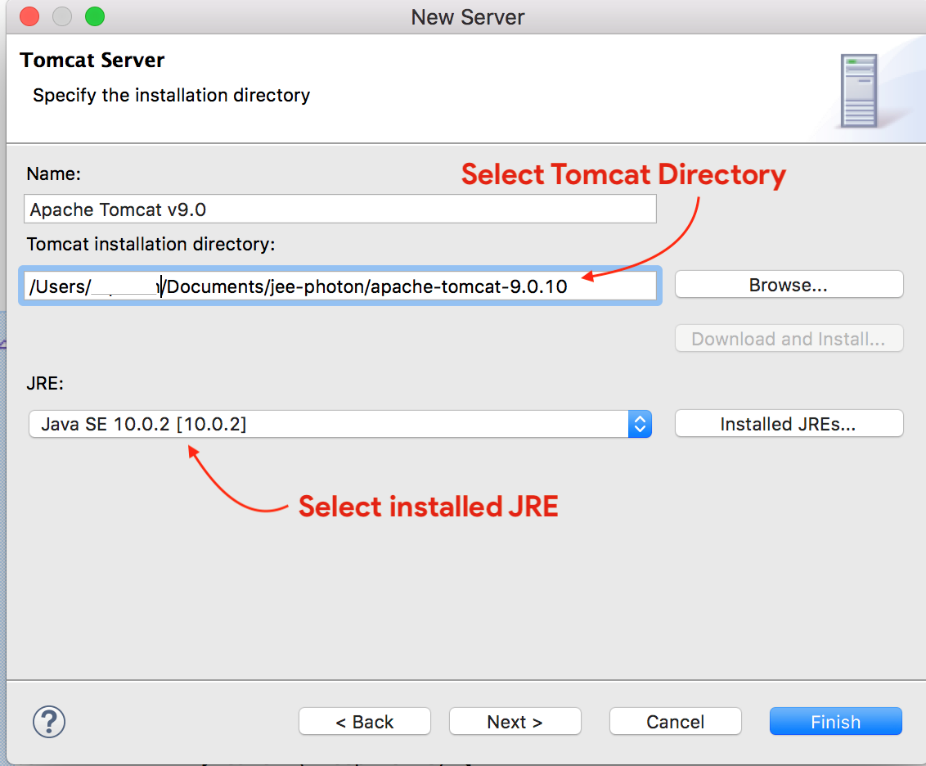 New Server
Tomcat Server
Specify the installation directory
Name:
Select Tomcat Directory
Apache Tomcat v9.0
Tomcat installation directory:
/Users/ /Documents/jee-photon/apache-tomcat-9.0.10
Browse...
Download and Install...
JRE:
Java SE 10.0.2 [10.0.2]
Installed JREs...
Select installed JRE
?
< Back
Next >
Cancel
Finish